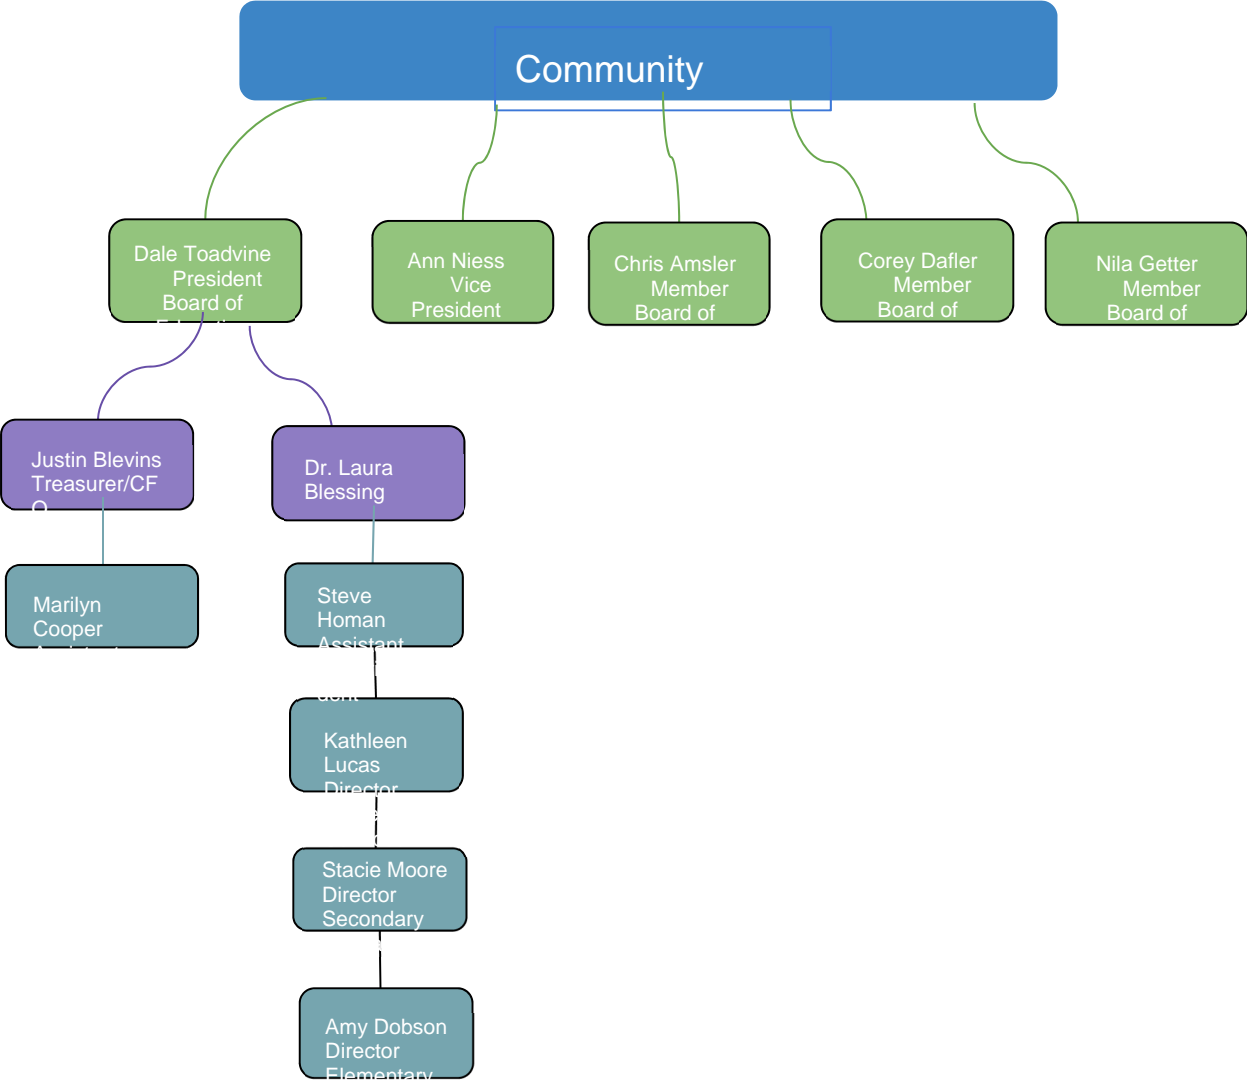 Community
Dale Toadvine
President
Board of
Ann Niess
Vice
President
Chris Amsler
Member
Board of
Corey Dafler
Member
Board of
Nila Getter
Member
Board of
Justin Blevins
Treasurer/CF
O
Dr. Laura
Blessing
Marilyn
Cooper
Steve
Homan
Assistant
dent
Kathleen
Lucas
Director
Stacie Moore
Director
Secondary
Amy Dobson
Director
Elementary